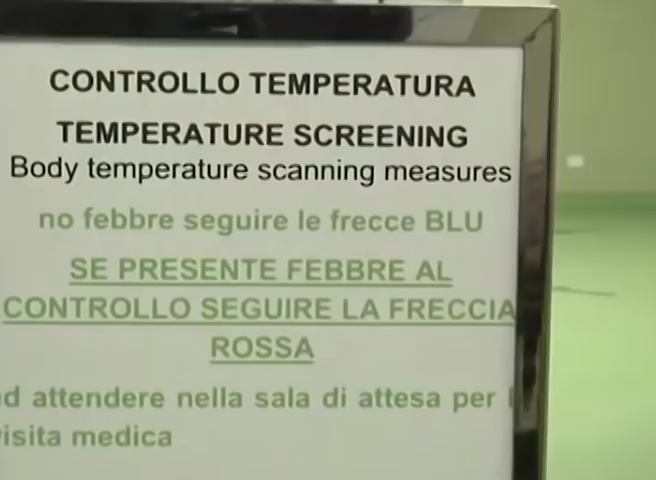 CONTROLLO TEMPERATURA
TEMPERATURE SCREENING
Body temperature scanning measures
no febbre seguire le frecce BLU
SE PRESENTE FEBBRE AL
CONTROLLO SEGUIRE LA FRECCIA
ROSSA
attendere nella sala di attesa per
visita medica